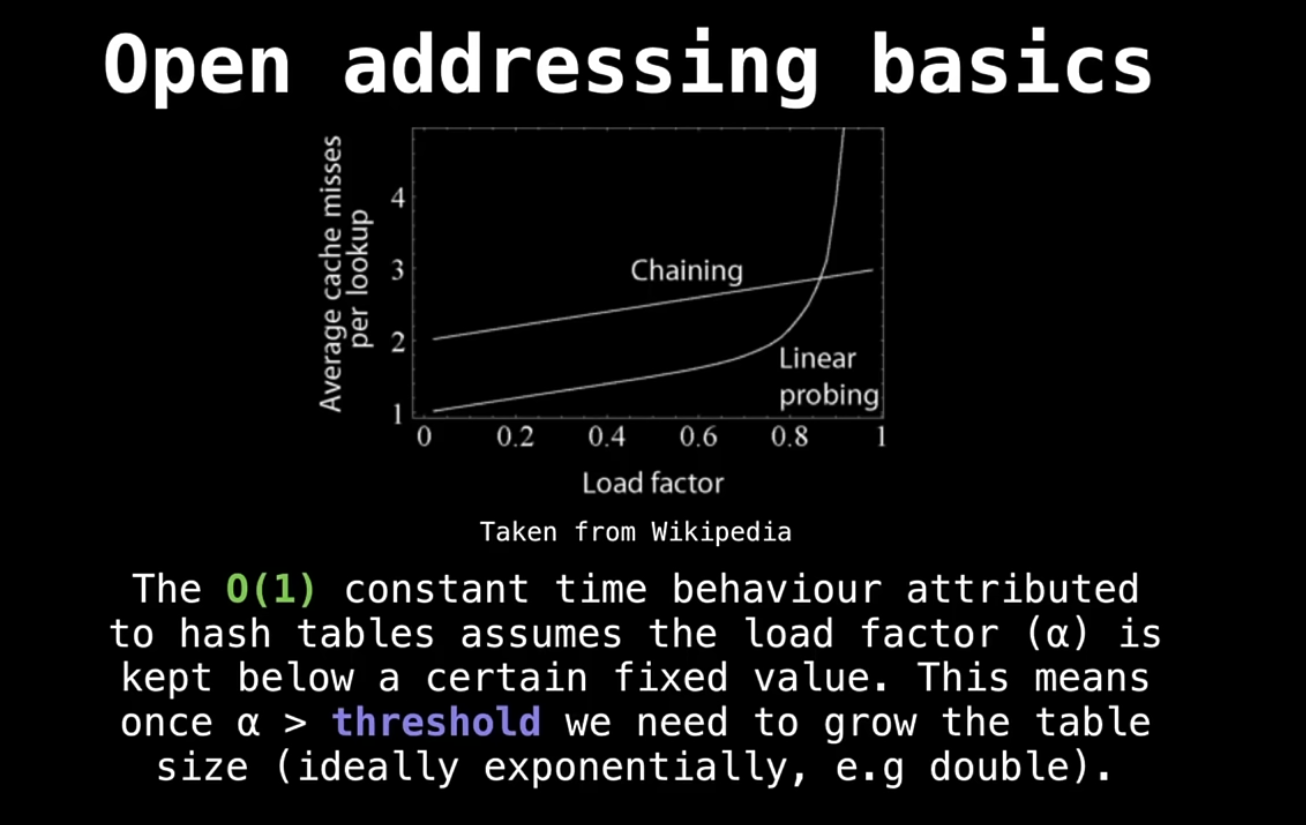 Open addressing basics
Average cache misses
per lookup
4
3
2
1
Chaining
Linear
probing
0 0.2 0.4 0.6 0.8 1
Load factor
Taken from Wikipedia
The O(1) constant time behaviour attributed
to hash tables assumes the load factor (α) is
kept below a certain fixed value. This means
once α > threshold we need to grow the table
size (ideally exponentially, e.g double).